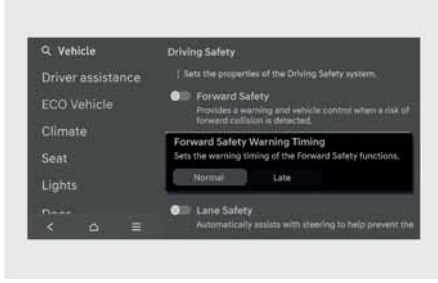 Vehicle
Driver assistance
ECO Vehicle
Climate
Seat
Lights
Driving Safety
Sets the properties of the Driving Safety system.
Forward Safety
Provides a warning and vehicle control when a risk of
forward collision is detected.
Forward Safety Warning Timing
Sets the warning timing of the Forward Safety functions.
Normal Late
Lane Safety
Automatically assists with steering to help prevent the